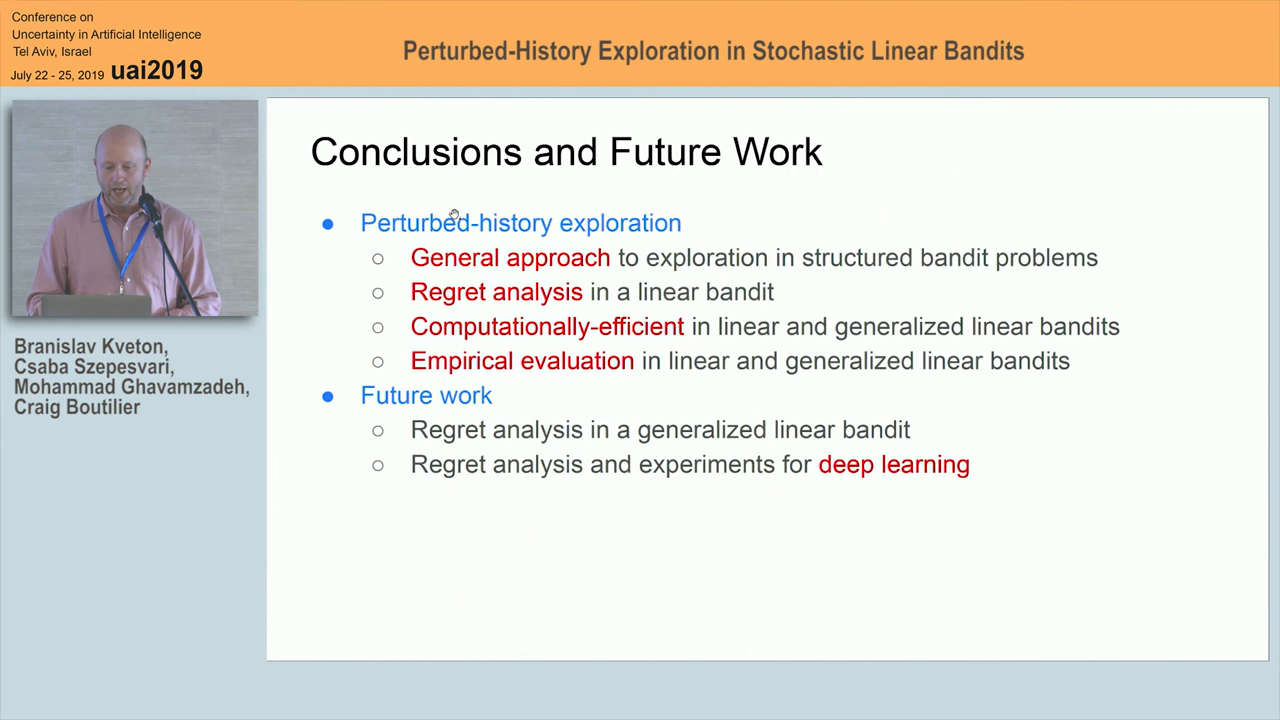 Conference on
Uncertainty in Artificial Intelligence
Tel Aviv, Israel
July 22 - 25, 2019 uai2019
Perturbed-History Exploration in Stochastic Linear Bandits
Branislav Kveton,
Csaba Szepesvari,
Mohammad Ghavamzadeh,
Craig Boutilier
Conclusions and Future Work
● Perturbed-history exploration
○ General approach to exploration in structured bandit problems
○ Regret analysis in a linear bandit
○ Computationally-efficient in linear and generalized linear bandits
○ Empirical evaluation in linear and generalized linear bandits
● Future work
○ Regret analysis in a generalized linear bandit
○ Regret analysis and experiments for deep learning